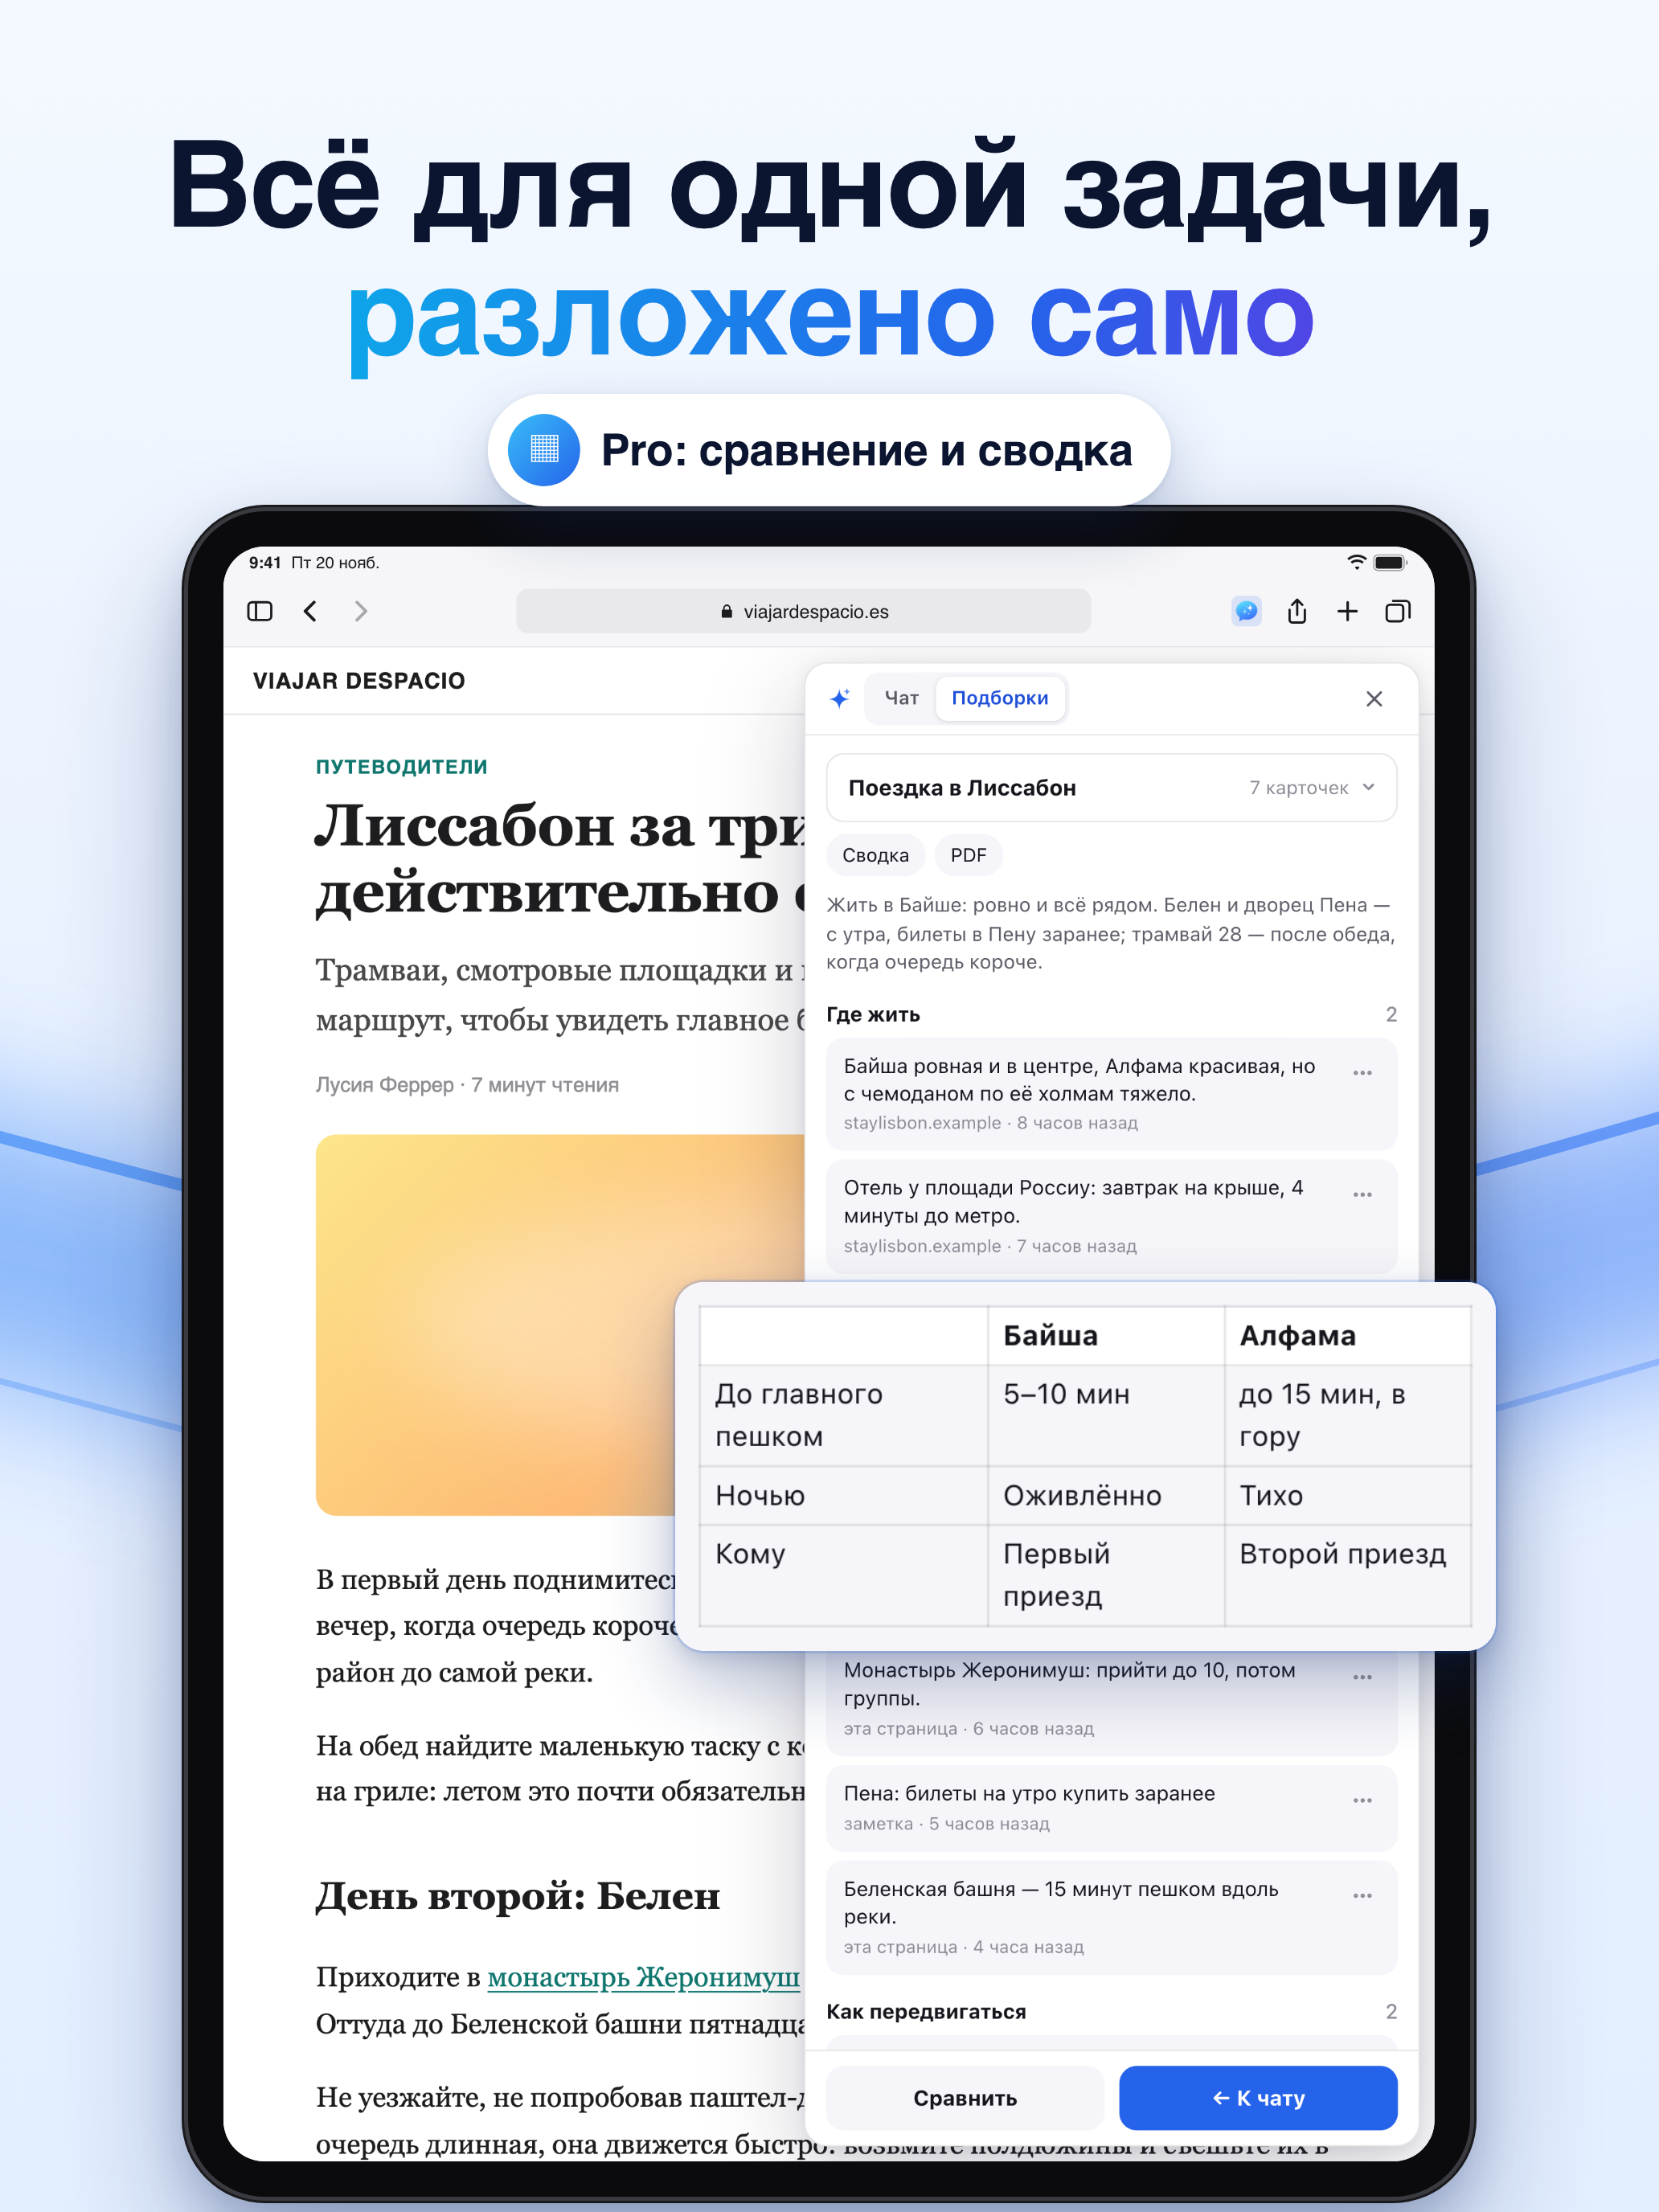 Всё для одной задачи,
разложено само
Pro: сравнение и сводка
9:41 Пт 20 нояб.
viajardespacio.es
VIAJAR DESPACIO
ПУТЕВОДИТЕЛИ
Лиссабон за три
действительно
Трамваи, смотровые площадки и
маршрут, чтобы увидеть главное
Лусия Феррер · 7 минут чтения
В первый день
вечер, когда очередь короче
район до самой реки.
На обед найдите маленькую таску с
на гриле: летом это почти
День второй: Белен
Приходите в монастырь Жеронимуш
Оттуда до Беленской башни
Не уезжайте, не попробовав
очередь длинная, она движется быстро:
Чат Подборки
Поездка в Лиссабон 7 карточек
Сводка PDF
Жить в Байше: ровно и всё рядом. Белен и дворец Пена —
с утра, билеты в Пену заранее; трамвай 28 — после обеда,
когда очередь короче.
Где жить 2
Байша ровная и в центре, Алфама красивая, но
с чемоданом по её холмам тяжело.
staylisbon.example · 8 часов назад
Отель у площади Россиу: завтрак на крыше, 4
минуты до метро.
staylisbon.example · 7 часов назад
Байша Алфама
До главного 5–10 мин до 15 мин, в
пешком гору
Ночью Оживлённо Тихо
Кому Первый Второй приезд
приезд
Монастырь Жеронимуш: прийти до 10, потом
группы.
эта страница · 6 часов назад
Пена: билеты на утро купить заранее
заметка · 5 часов назад
Беленская башня — 15 минут пешком вдоль
реки.
эта страница · 4 часа назад
Как передвигаться 2
Сравнить ← К чату